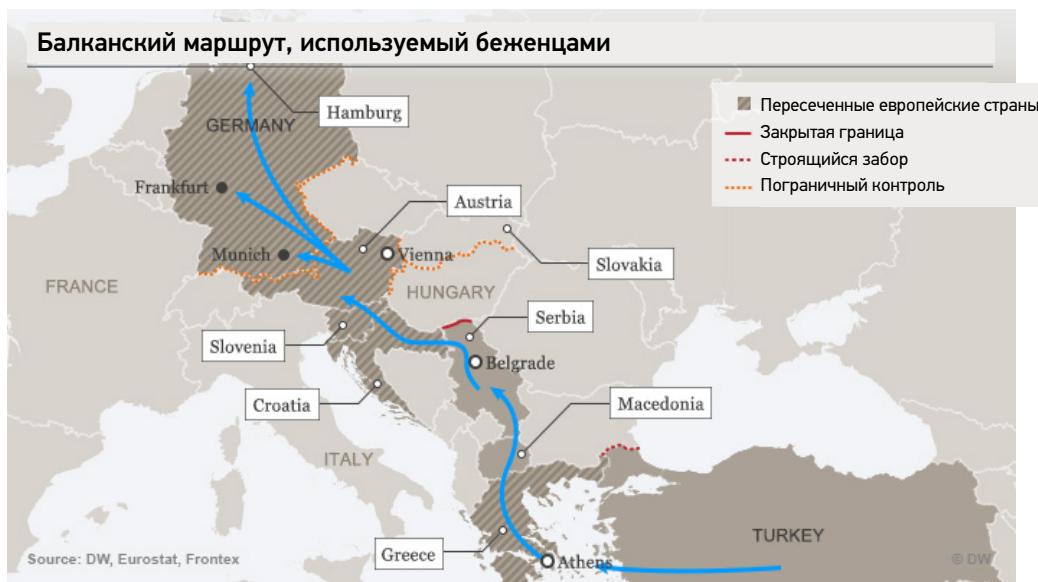 Балканский маршрут, используемый беженцами
Пересеченные европейские страны
Закрытая граница
Строящийся забор
Пограничный контроль
Hamburg
GERMANY
Frankfurt
Austria
Munich
Vienna
Slovakia
FRANCE
HUNGARY
Serbia
Slovenia
Belgrade
Croatia
Macedonia
ITALY
TURKEY
Greece
Athens
Source: DW, Eurostat, Frontex
© DW